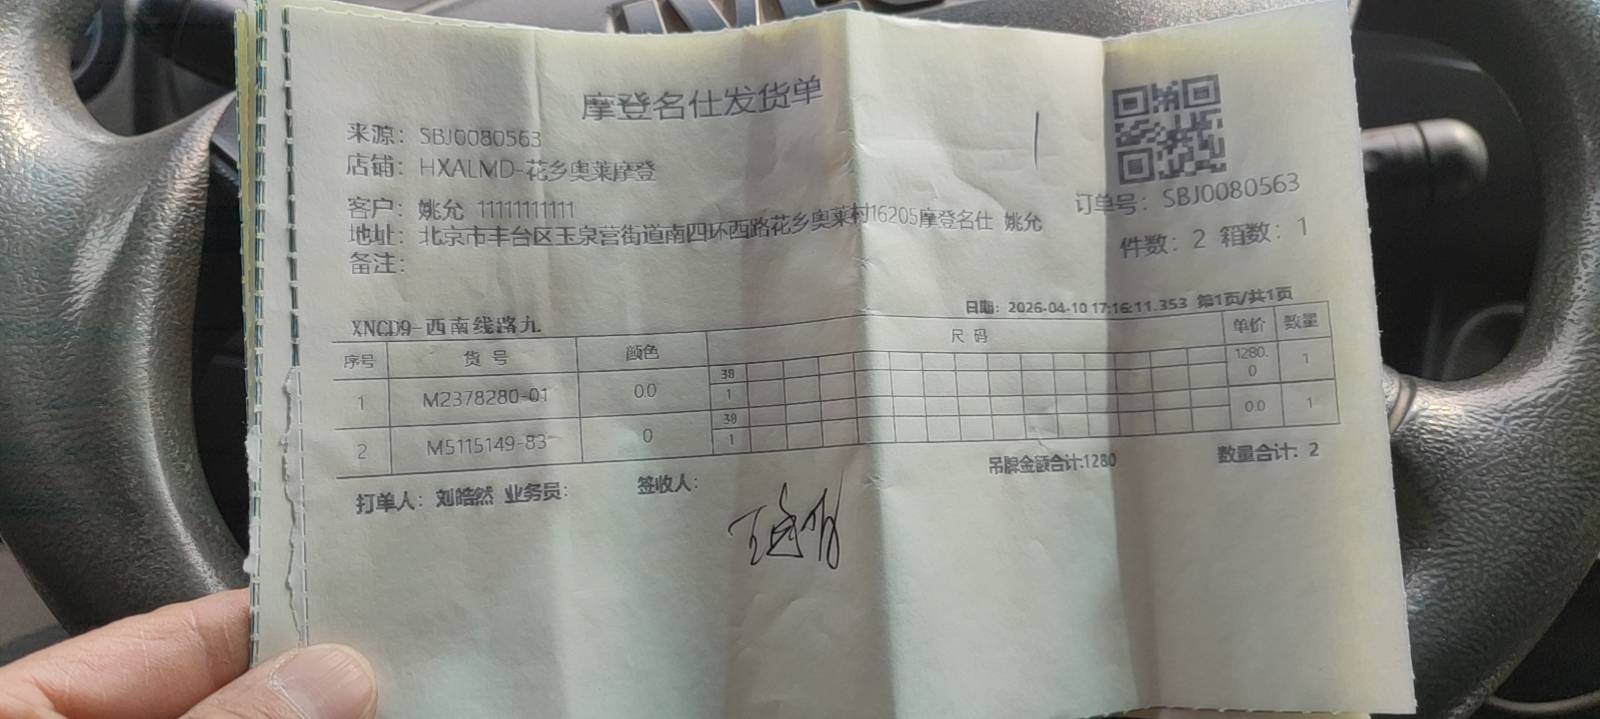 摩登名仕发货单
来源：SBJ0080563
店铺：HXALMD-花乡奥莱摩登
1
客户：姚允 11111111111
订单号：SBJ0080563
地址：北京市丰台区玉泉营街道南四环西路花乡奥莱村16205摩登名仕 姚允
件数：2 箱数：1
备注：
日期：2026-04-10 17:16:11.353 第1页/共1页
XNCD9-西南线路九
序号 货号 颜色 尺码 单价 数量
1 M2378280-01 0.0 38 1 1280.0 1
2 M5115149-83 0 38 1 0.0 1
吊牌金额合计:1280 数量合计：2
打单人：刘皓然 业务员： 签收人：